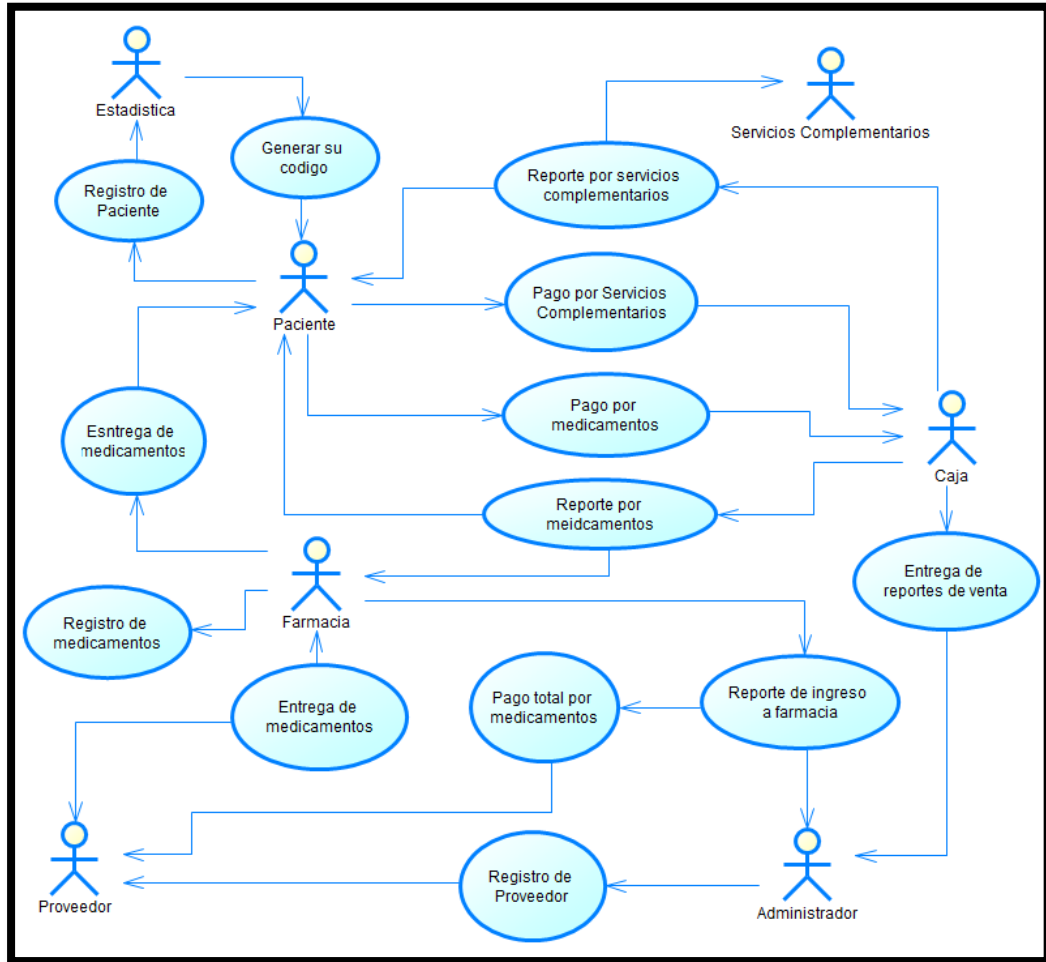 Estadistica
Servicios Complementarios
Generar su
codigo
Registro de
Paciente
Reporte por servicios
complementarios
Paciente
Pago por Servicios
Complementarios
Esntrega de
medicamentos
Pago por
medicamentos
Caja
Reporte por
meidcamentos
Entrega de
reportes de venta
Farmacia
Registro de
medicamentos
Entrega de
medicamentos
Pago total por
medicamentos
Reporte de ingreso
a farmacia
Proveedor
Registro de
Proveedor
Administrador